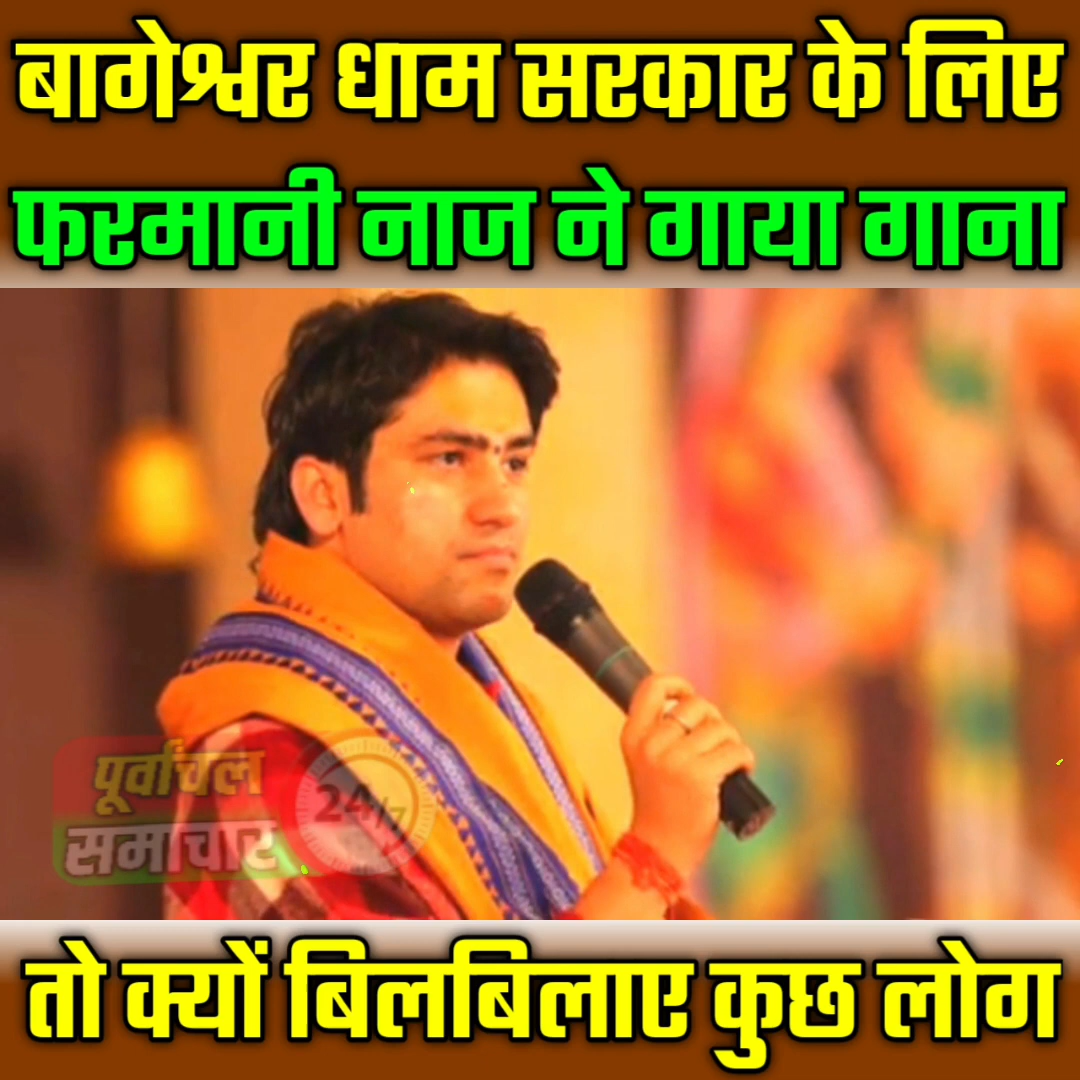 बागेश्वर धाम सरकार के लिए
फरमानी नाज ने गाया गाना
पूर्वांचल
समाचार
24/7
तो क्यों बिलबिलाए कुछ लोग